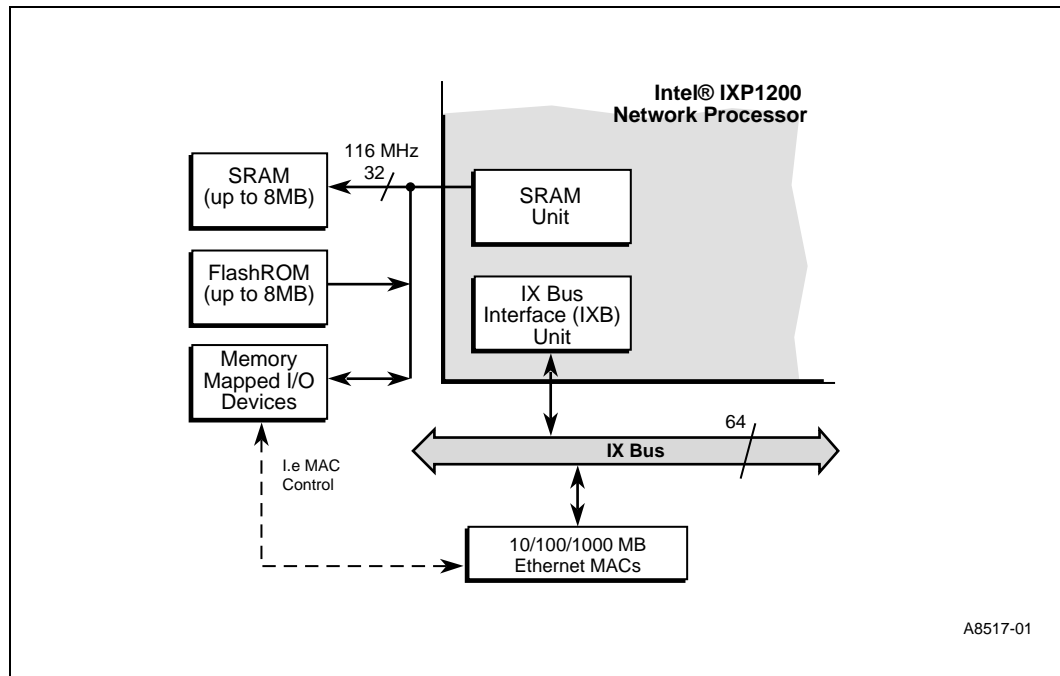 Intel® IXP1200
Network Processor
116 MHz
32
SRAM
(up to 8MB)
SRAM
Unit
FlashROM
(up to 8MB)
IX Bus
Interface (IXB)
Unit
Memory
Mapped I/O
Devices
64
IX Bus
I.e MAC
Control
10/100/1000 MB
Ethernet MACs
A8517-01